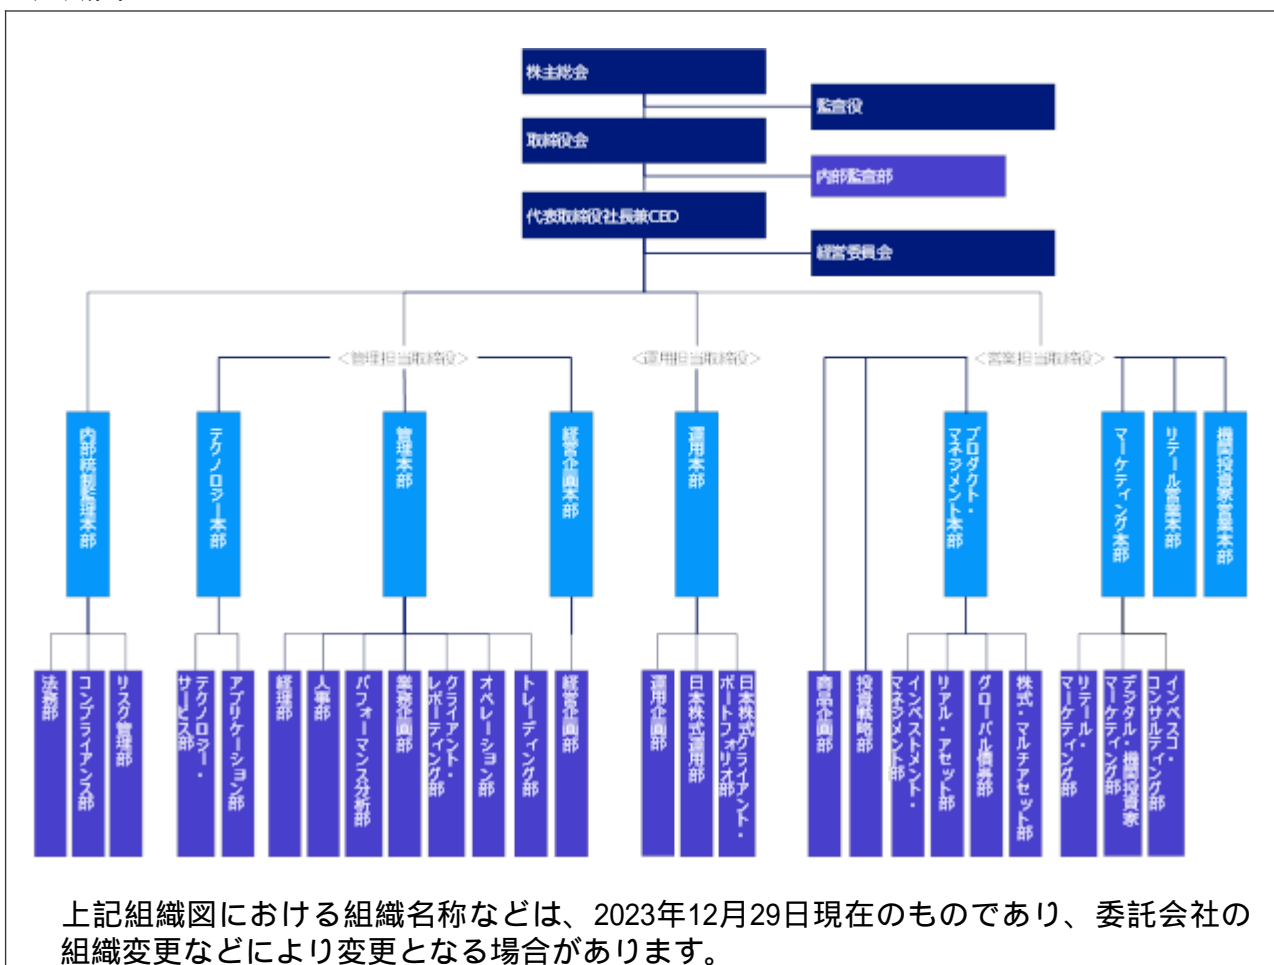 株主総会
監査役
取締役会
内部監査部
代表取締役社長兼CEO
経営委員会
<管理担当取締役>
<運用担当取締役>
<営業担当取締役>
内部統制監理本部
テクノロジー本部
管理本部
経営企画本部
運用本部
プロダクト・
マネジメント本部
マーケティング本部
リテール営業本部
機関投資家営業本部
法務部
コンプライアンス部
リスク管理部
テクノロジー・
サービス部
アプリケーション部
経理部
人事部
パフォーマンス分析部
業務企画部
クライアント・
レポーティング部
オペレーション部
トレーディング部
経営企画部
運用企画部
日本株式運用部
日本株式クライアント・
ポートフォリオ部
商品企画部
投資戦略部
インベストメント・
マネジメント部
リアル・アセット部
グローバル債券部
株式・マルチアセット部
リテール・
マーケティング部
デジタル・機関投資家
マーケティング部
インベスコ・
コンサルティング部
上記組織図における組織名称などは、2023年12月29日現在のものであり、委託会社の
組織変更などにより変更となる場合があります。